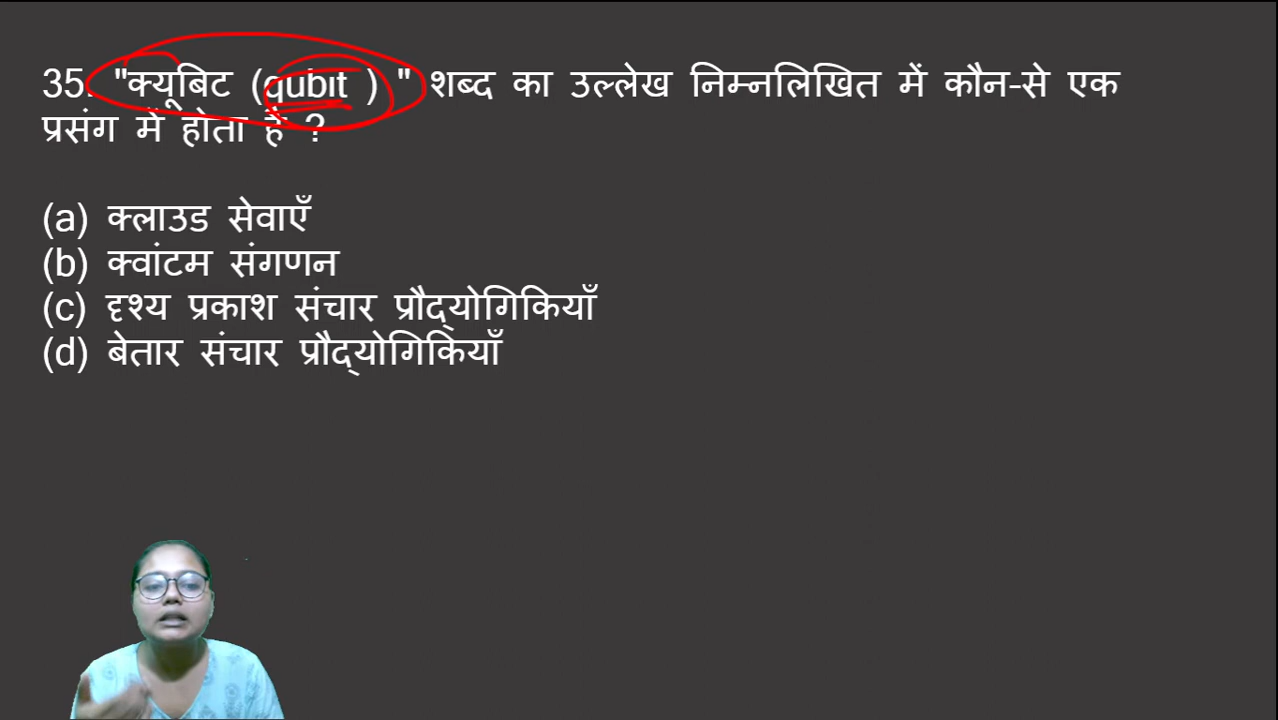 35. "क्यूबिट (qubit ) " शब्द का उल्लेख निम्नलिखित में कौन-से एक
प्रसंग में होता है ?
(a) क्लाउड सेवाएँ
(b) क्वांटम संगणन
(c) दृश्य प्रकाश संचार प्रौद्योगिकियाँ
(d) बेतार संचार प्रौद्योगिकियाँ